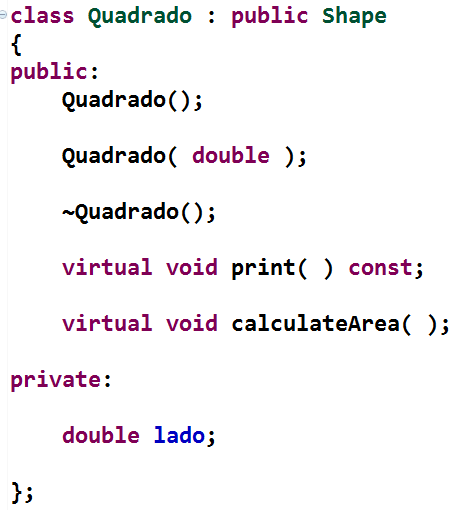 class Quadrado : public Shape
{
public:
Quadrado();
Quadrado( double );
~Quadrado();
virtual void print( ) const;
virtual void calculateArea( );
private:
double lado;
};